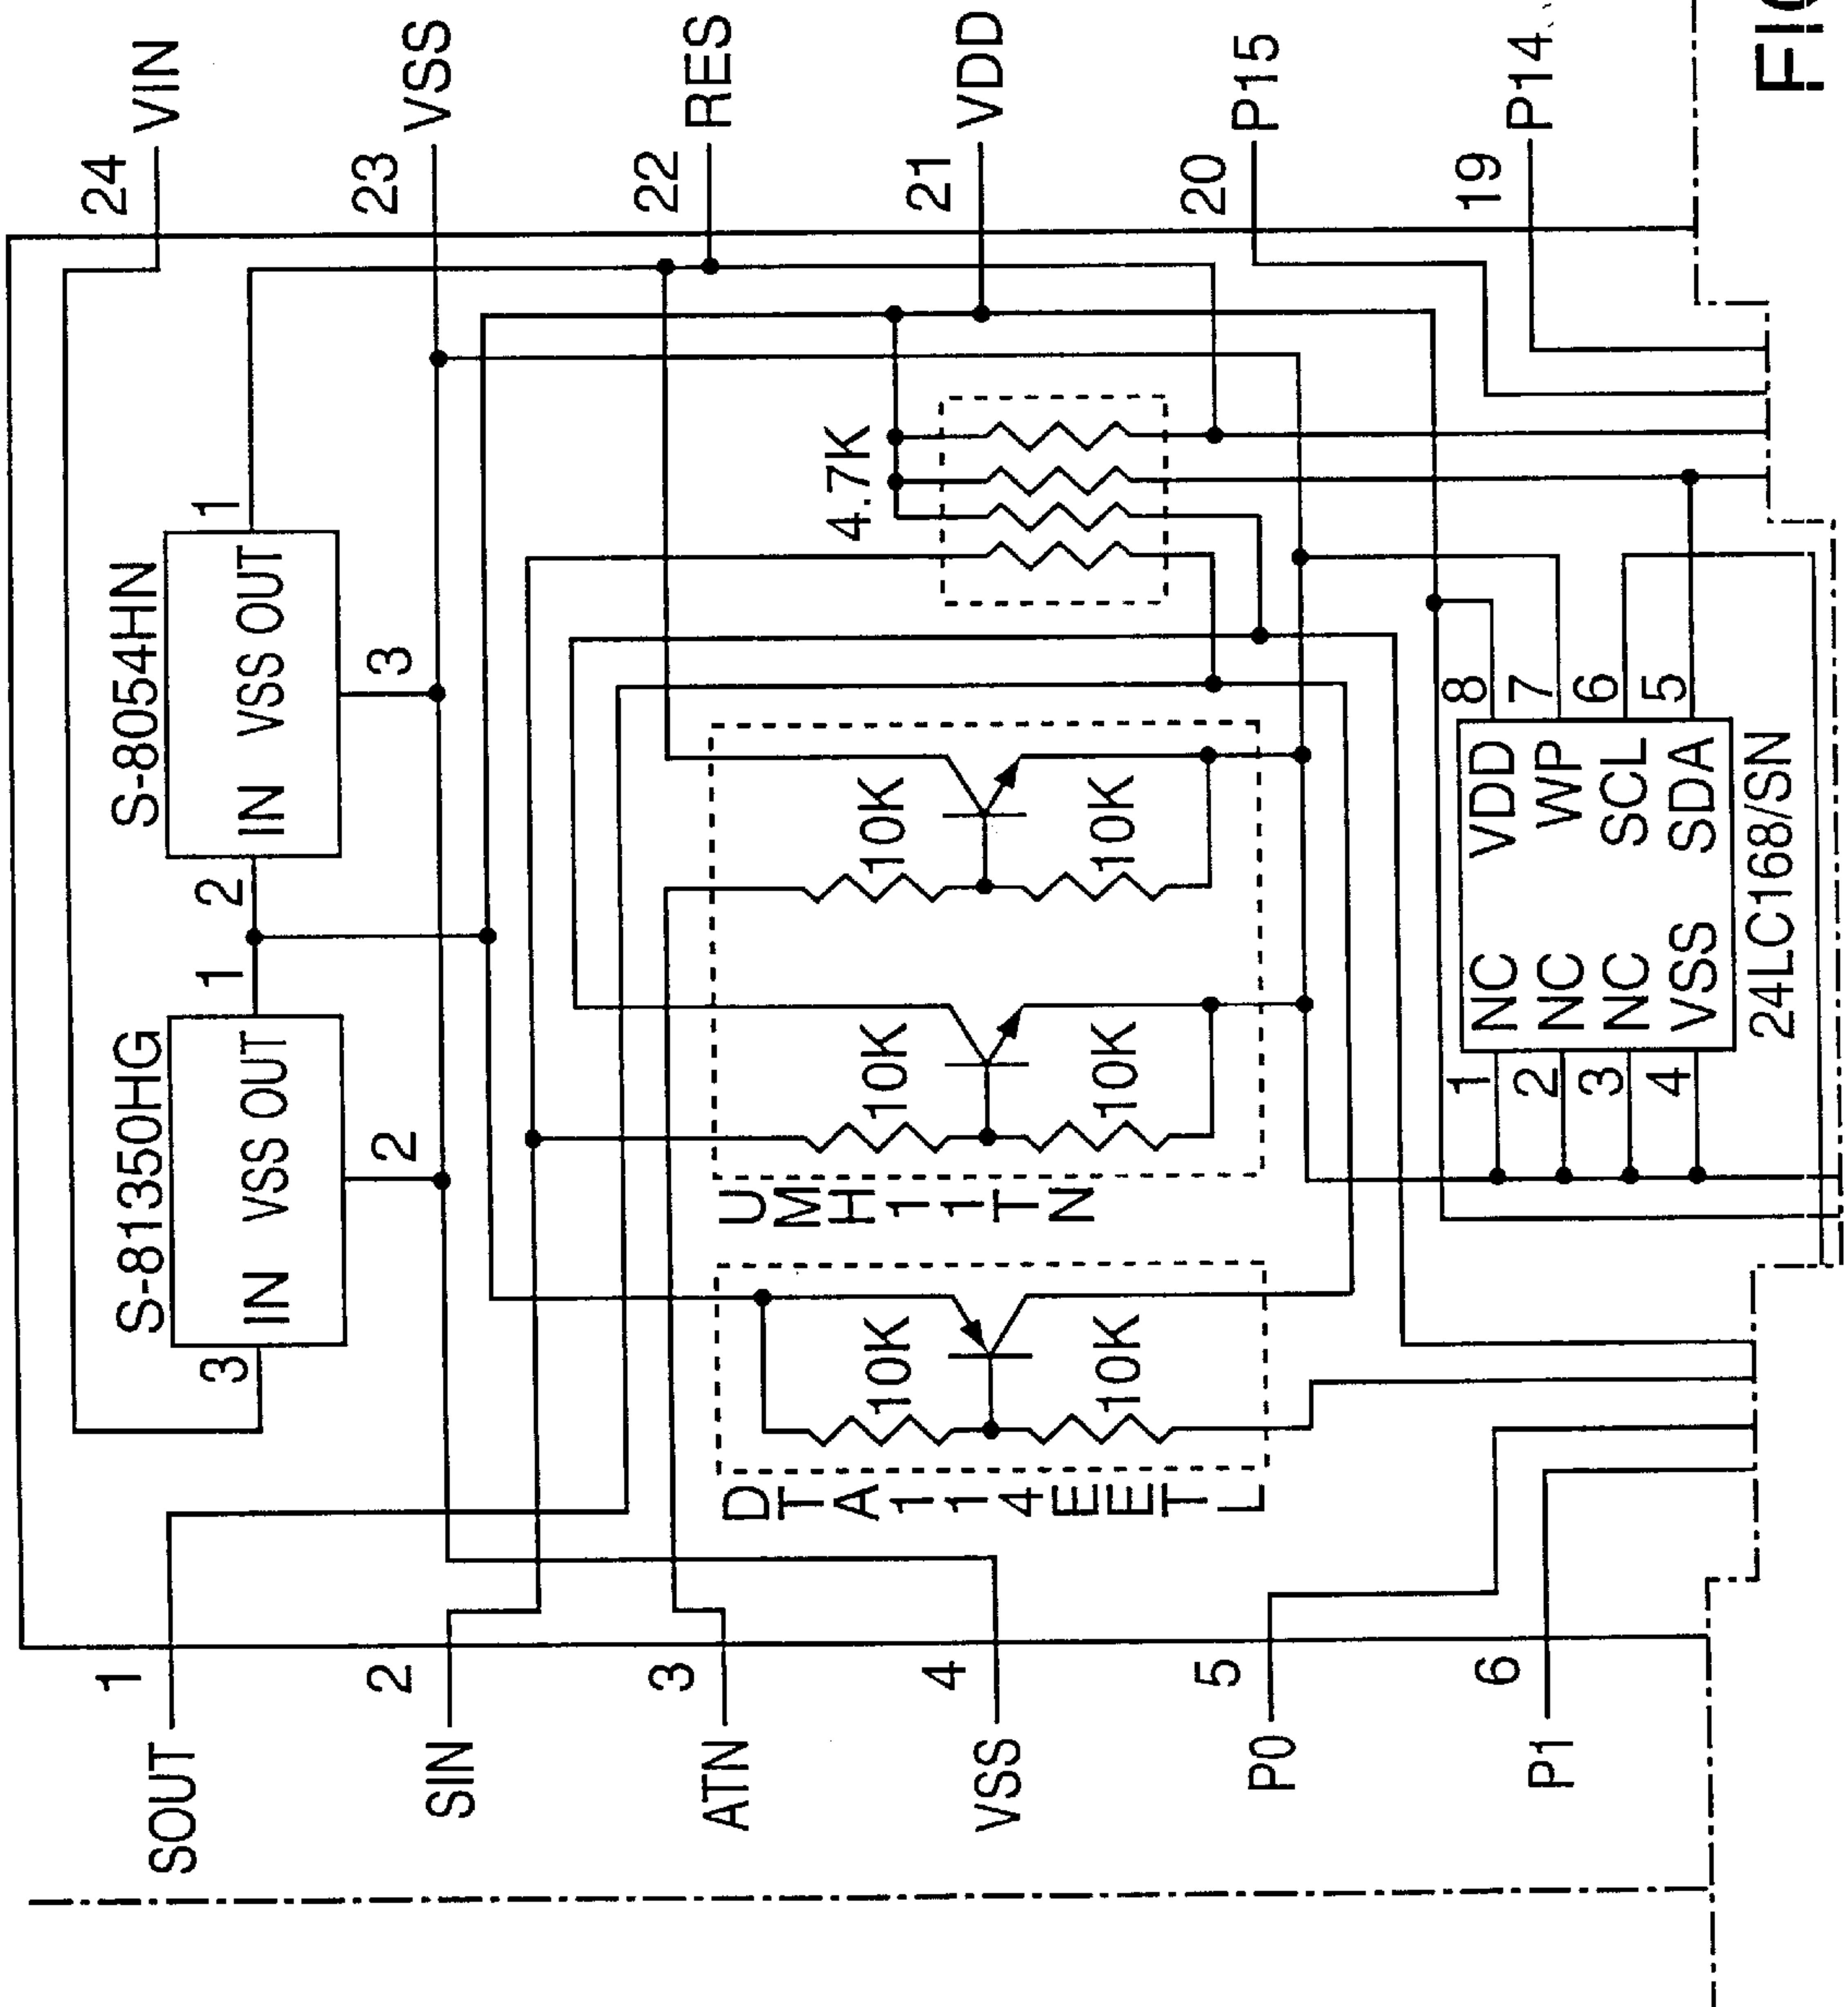 SOUT 1
SIN 2
ATN 3
VSS 4
P0 5
P1 6
24 VIN
23 VSS
22 RES
21 VDD
20 P15
19 P14
S-81350HG
3 IN VSS OUT 1
2
S-8054HN
2 IN VSS OUT 1
3
4.7K
DTA114EETL
10K
10K
UMH11TN
10K
10K
10K
10K
1 NC VDD 8
2 NC WP 7
3 NC SCL 6
4 VSS SDA 5
24LC168/SN
FIG